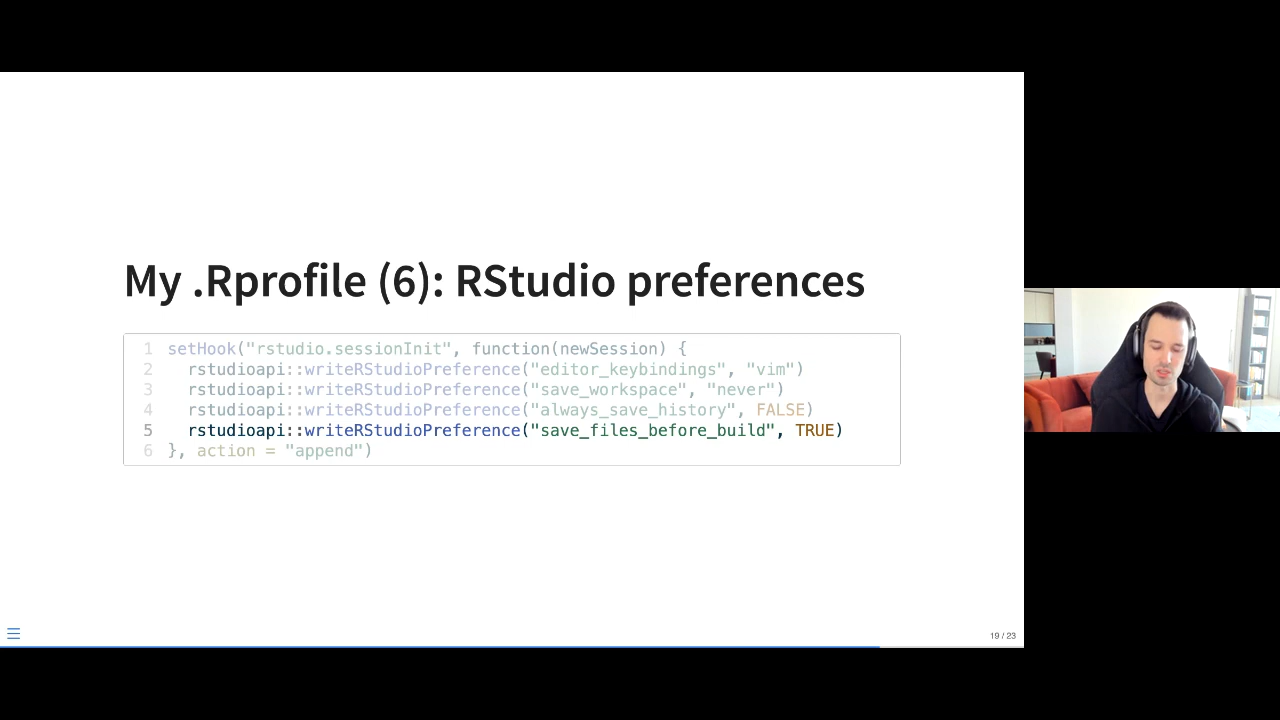 My .Rprofile (6): RStudio preferences
1 setHook("rstudio.sessionInit", function(newSession) {
2   rstudioapi::writeRStudioPreference("editor_keybindings", "vim")
3   rstudioapi::writeRStudioPreference("save_workspace", "never")
4   rstudioapi::writeRStudioPreference("always_save_history", FALSE)
5   rstudioapi::writeRStudioPreference("save_files_before_build", TRUE)
6 }, action = "append")
19 / 23